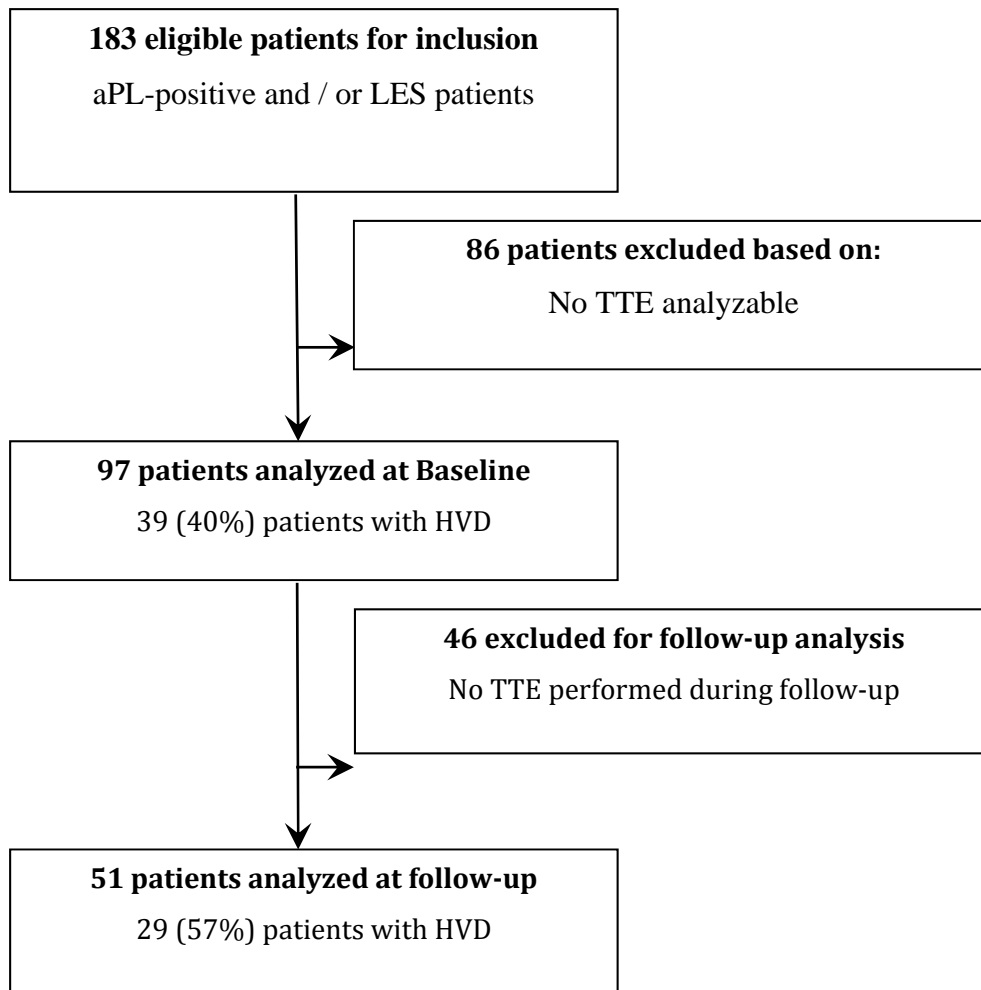 183 eligible patients for inclusion
aPL-positive and / or LES patients
86 patients excluded based on:
No TTE analyzable
97 patients analyzed at Baseline
39 (40%) patients with HVD
46 excluded for follow-up analysis
No TTE performed during follow-up
51 patients analyzed at follow-up
29 (57%) patients with HVD